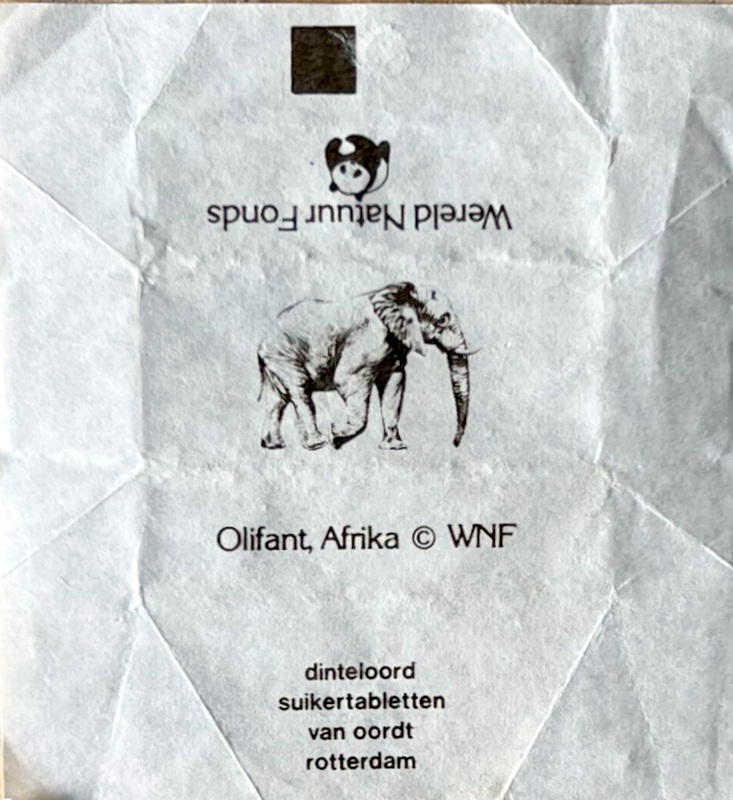 Wereld Natuur Fonds
Olifant, Afrika © WNF
dinteloord
suikertabletten
van oordt
rotterdam